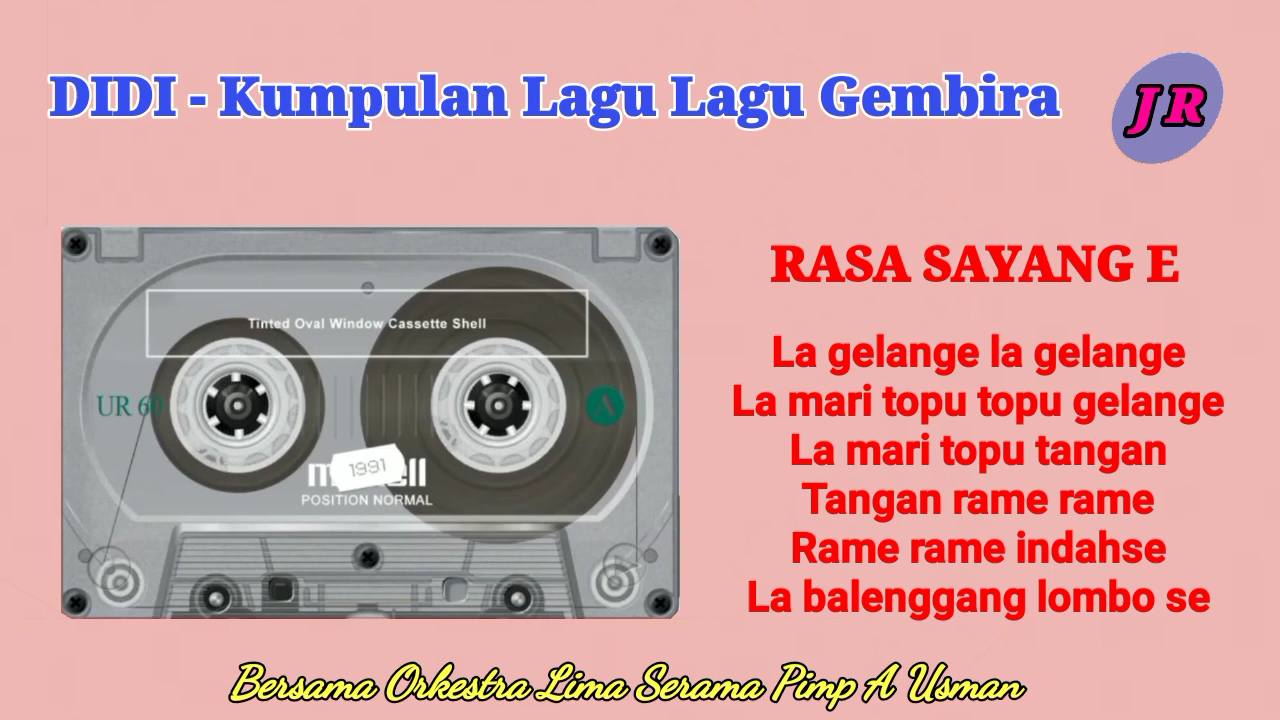 DIDI - Kumpulan Lagu Lagu Gembira
JR
RASA SAYANG E
La gelange la gelange
La mari topu topu gelange
La mari topu tangan
Tangan rame rame
Rame rame indahse
La balenggang lombo se
Tinted Oval Window Cassette Shell
UR 60
A
1991
POSITION NORMAL
Bersama Orkestra Lima Serama Pimp A Usman